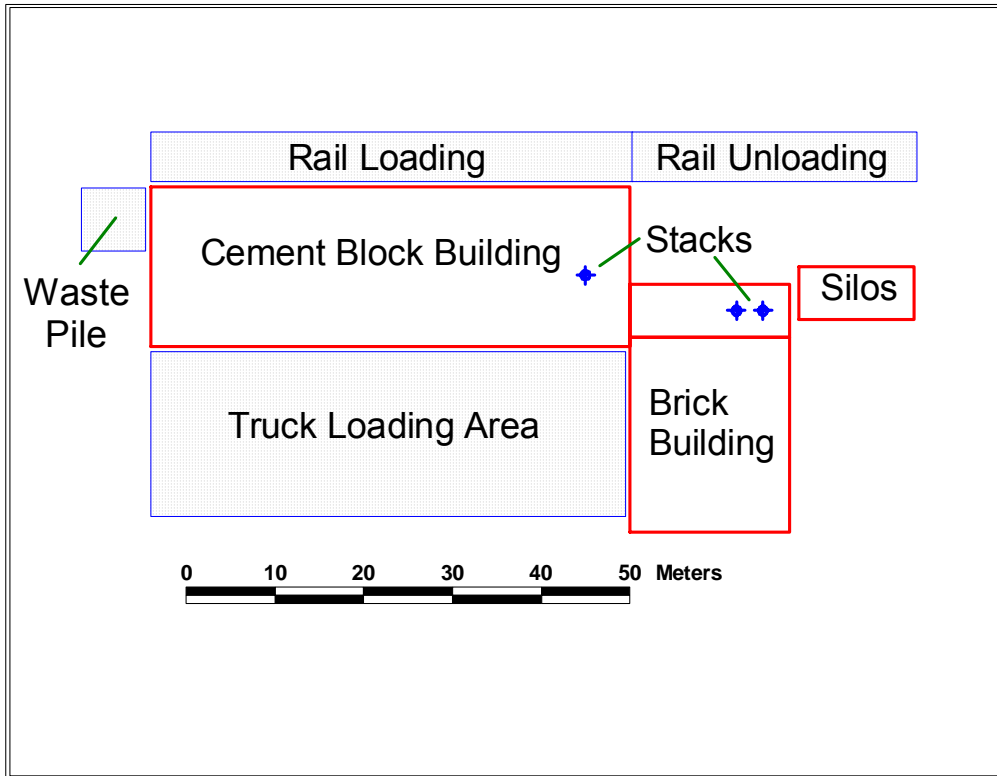 Rail Loading
Rail Unloading
Cement Block Building
Stacks
Silos
Waste
Pile
Truck Loading Area
Brick
Building
0 10 20 30 40 50 Meters